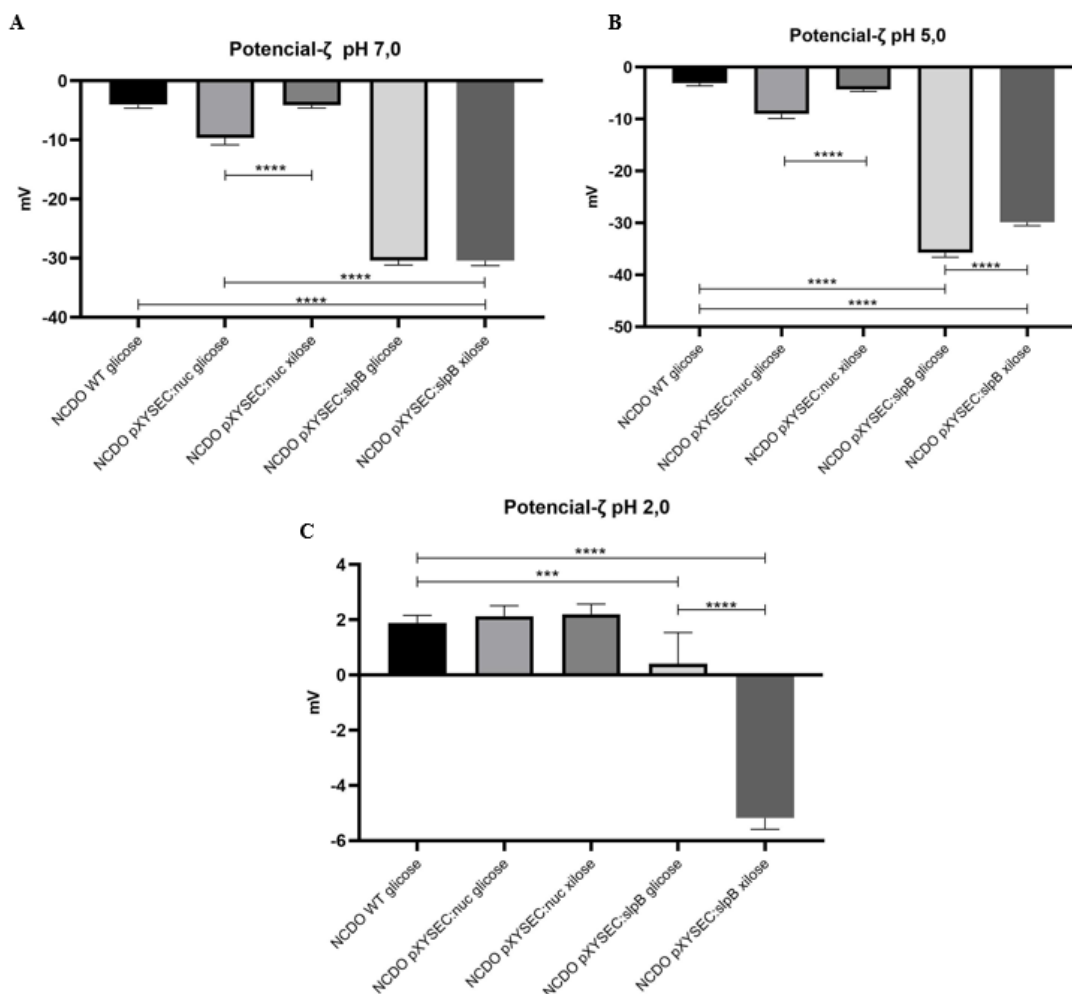 A
Potencial-ζ pH 7,0
mV
0
-10
-20
-30
-40
****
****
****
NCDO WT glicose
NCDO pXYSEC:nuc glicose
NCDO pXYSEC:nuc xilose
NCDO pXYSEC:slpB glicose
NCDO pXYSEC:slpB xilose
B
Potencial-ζ pH 5,0
mV
0
-10
-20
-30
-40
-50
****
****
****
****
NCDO WT glicose
NCDO pXYSEC:nuc glicose
NCDO pXYSEC:nuc xilose
NCDO pXYSEC:slpB glicose
NCDO pXYSEC:slpB xilose
C
Potencial-ζ pH 2,0
mV
4
2
0
-2
-4
-6
****
***
****
NCDO WT glicose
NCDO pXYSEC:nuc glicose
NCDO pXYSEC:nuc xilose
NCDO pXYSEC:slpB glicose
NCDO pXYSEC:slpB xilose